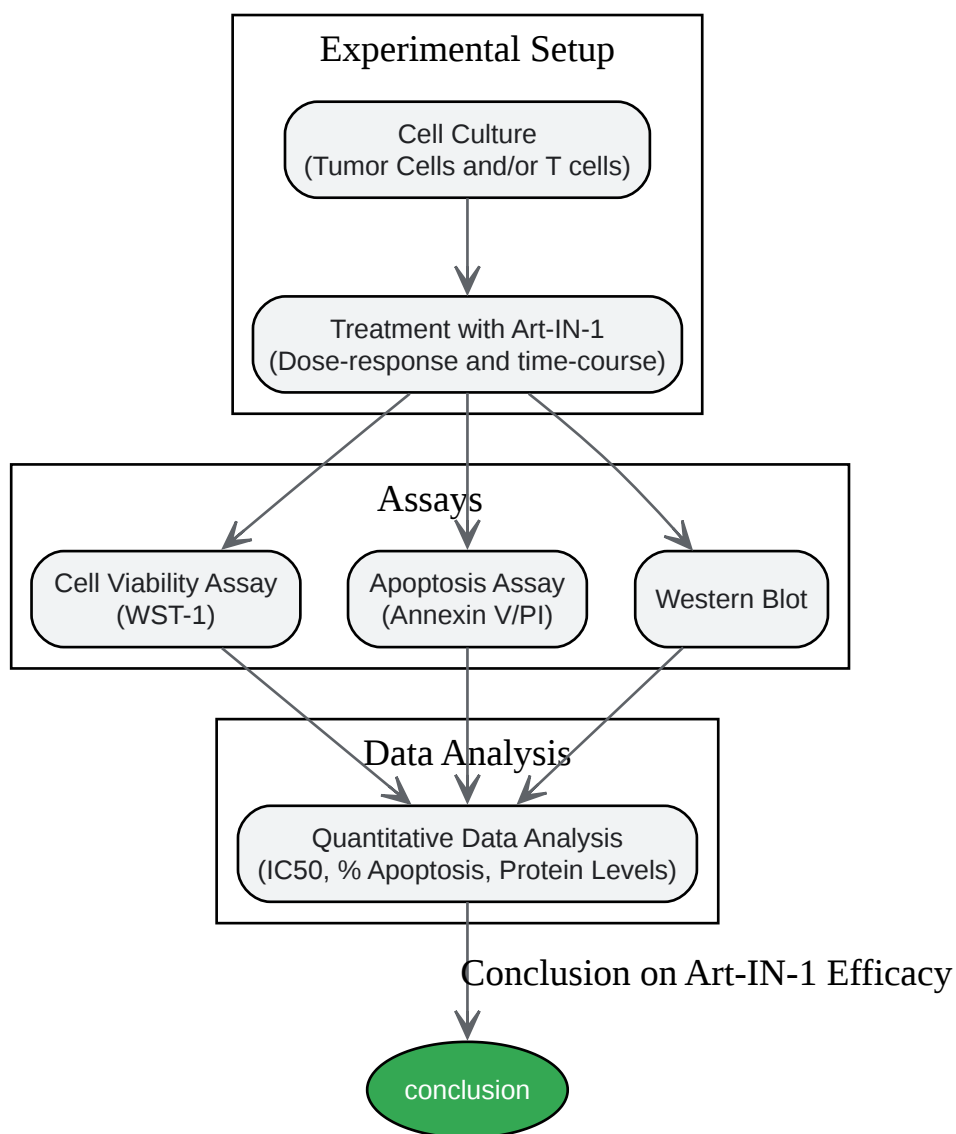 Experimental Setup
Cell Culture
(Tumor Cells and/or T cells)
Treatment with Art-IN-1
(Dose-response and time-course)
Assays
Cell Viability Assay
(WST-1)
Apoptosis Assay
(Annexin V/PI)
Western Blot
Data Analysis
Quantitative Data Analysis
(IC50, % Apoptosis, Protein Levels)
Conclusion on Art-IN-1 Efficacy
conclusion